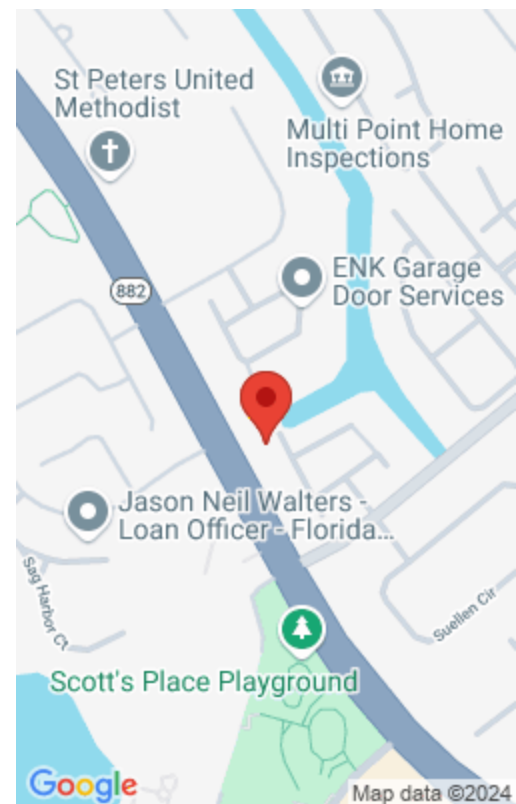 St Peters United
Methodist
Multi Point Home
Inspections
ENK Garage
Door Services
882
Jason Neil Walters -
Loan Officer - Florida...
Sag Harbor Ct
Suellen Cir
Scott's Place Playground
Google
Map data ©2024